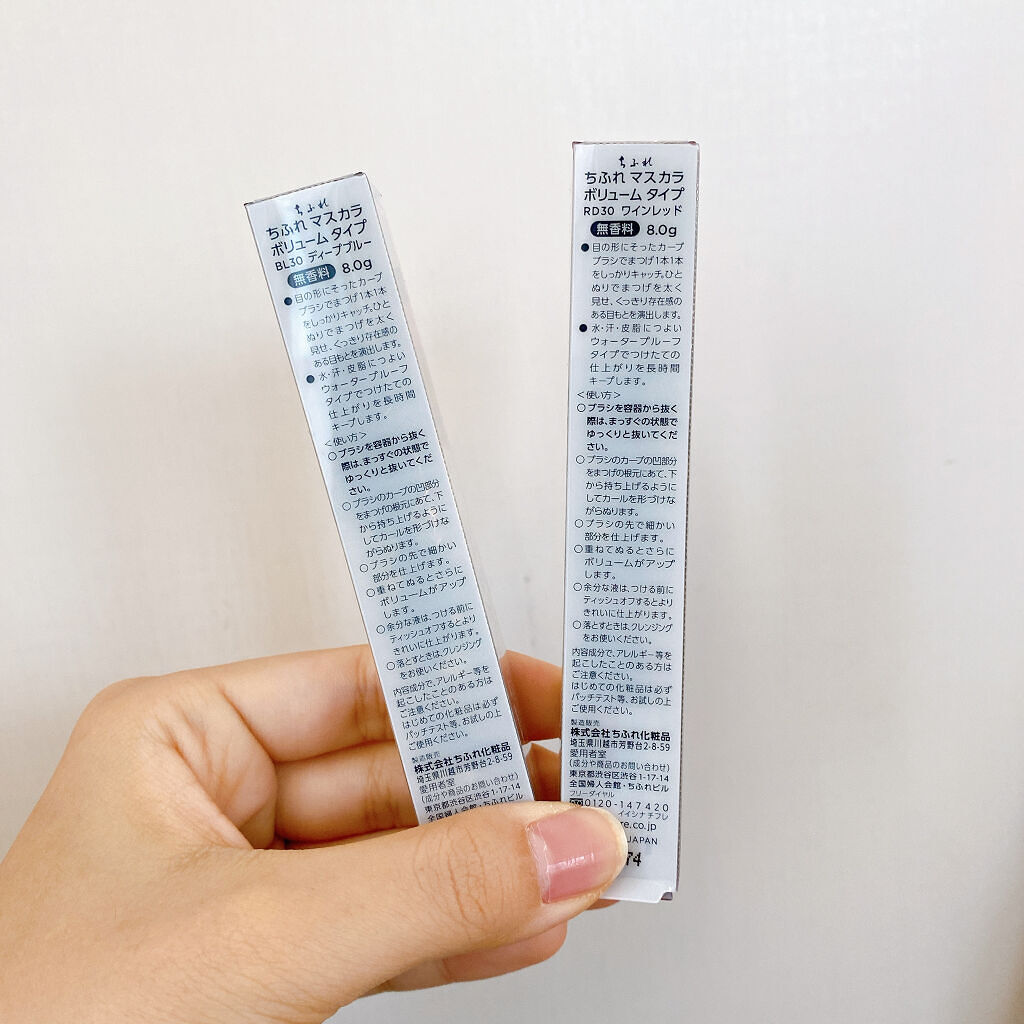 ちふれ
ちふれ マスカラ
ボリューム タイプ
BL30 ディープブルー
無香料 8.0g
●目の形にそったカーブ
ブラシでまつげ1本1本
をしっかりキャッチ。ひと
ぬりでまつげを太く
見せ、くっきり存在感の
ある目もとを演出します。
●水・汗・皮脂につよい
ウォータープルーフ
タイプでつけたての
仕上がりを長時間
キープします。
<使い方>
○ブラシを容器から抜く
際は、まっすぐの状態で
ゆっくりと抜いてくだ
さい。
○ブラシのカーブの凹部分
をまつげの根元にあて、下
から持ち上げるように
してカールを形づけな
がらぬります。
○ブラシの先で細かい
部分を仕上げます。
○重ねてぬるとさらに
ボリュームがアップ
します。
○余分な液は、つける前に
ティッシュオフするとより
きれいに仕上がります。
○落とすときは、クレンジング
をお使いください。
内容成分で、アレルギー等を
起こしたことのある方は
ご注意ください。
はじめての化粧品は必ず
パッチテスト等、お試しの上
ご使用ください。
製造販売
株式会社ちふれ化粧品
埼玉県川越市芳野台2-8-59
愛用者室
(成分や商品のお問い合わせ)
東京都渋谷区渋谷1-17-14
全国婦人会館・ちふれビル
ちふれ
ちふれ マスカラ
ボリューム タイプ
RD30 ワインレッド
無香料 8.0g
●目の形にそったカーブ
ブラシでまつげ1本1本
をしっかりキャッチ。ひと
ぬりでまつげを太く
見せ、くっきり存在感の
ある目もとを演出します。
●水・汗・皮脂につよい
ウォータープルーフ
タイプでつけたての
仕上がりを長時間
キープします。
<使い方>
○ブラシを容器から抜く
際は、まっすぐの状態で
ゆっくりと抜いてくだ
さい。
○ブラシのカーブの凹部分
をまつげの根元にあて、下
から持ち上げるように
してカールを形づけな
がらぬります。
○ブラシの先で細かい
部分を仕上げます。
○重ねてぬるとさらに
ボリュームがアップ
します。
○余分な液は、つける前に
ティッシュオフするとより
きれいに仕上がります。
○落とすときは、クレンジング
をお使いください。
内容成分で、アレルギー等を
起こしたことのある方は
ご注意ください。
はじめての化粧品は必ず
パッチテスト等、お試しの上
ご使用ください。
製造販売
株式会社ちふれ化粧品
埼玉県川越市芳野台2-8-59
愛用者室
(成分や商品のお問い合わせ)
東京都渋谷区渋谷1-17-14
全国婦人会館・ちふれビル
フリーダイヤル
0120-147420
イイシナチフレ
re.co.jp
JAPAN
74